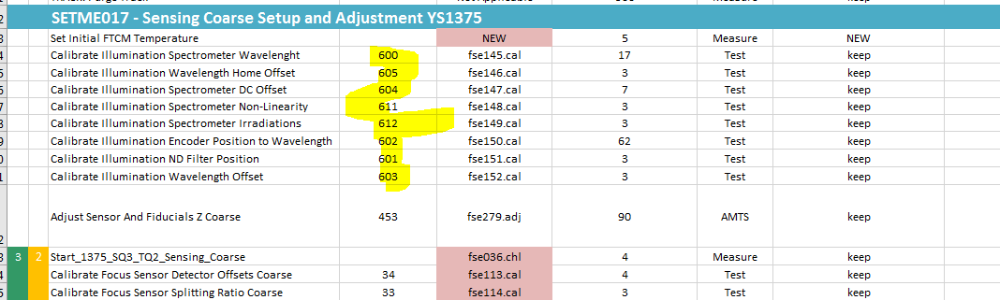 SETME017 - Sensing Coarse Setup and Adjustment YS1375
Set Initial FTCM Temperature NEW 5 Measure NEW
Calibrate Illumination Spectrometer Wavelenght 600 fse145.cal 17 Test keep
Calibrate Illumination Wavelength Home Offset 605 fse146.cal 3 Test keep
Calibrate Illumination Spectrometer DC Offset 604 fse147.cal 7 Test keep
Calibrate Illumination Spectrometer Non-Linearity 611 fse148.cal 3 Test keep
Calibrate Illumination Spectrometer Irradiations 612 fse149.cal 3 Test keep
Calibrate Illumination Encoder Position to Wavelength 602 fse150.cal 62 Test keep
Calibrate Illumination ND Filter Position 601 fse151.cal 3 Test keep
Calibrate Illumination Wavelength Offset 603 fse152.cal 3 Test keep
Adjust Sensor And Fiducials Z Coarse 453 fse279.adj 90 AMTS keep
3 2 Start_1375_SQ3_TQ2_Sensing_Coarse fse036.chl 4 Measure keep
Calibrate Focus Sensor Detector Offsets Coarse 34 fse113.cal 4 Test keep
Calibrate Focus Sensor Splitting Ratio Coarse 33 fse114.cal 3 Test keep